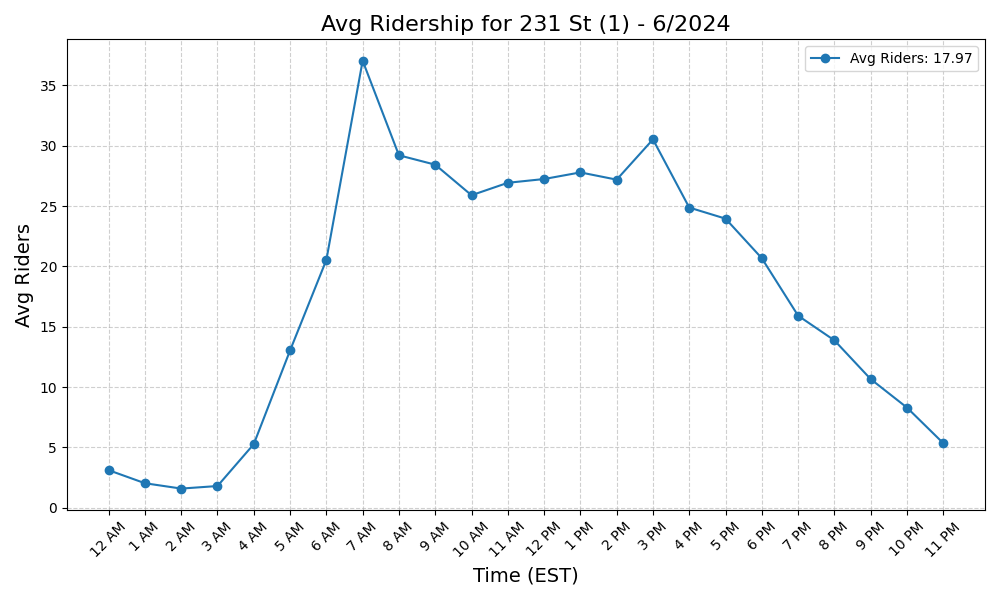 Avg Ridership for 231 St (1) - 6/2024
Avg Riders: 17.97
Avg Riders
35
30
25
20
15
10
5
0
12 AM
1 AM
2 AM
3 AM
4 AM
5 AM
6 AM
7 AM
8 AM
9 AM
10 AM
11 AM
12 PM
1 PM
2 PM
3 PM
4 PM
5 PM
6 PM
7 PM
8 PM
9 PM
10 PM
11 PM
Time (EST)